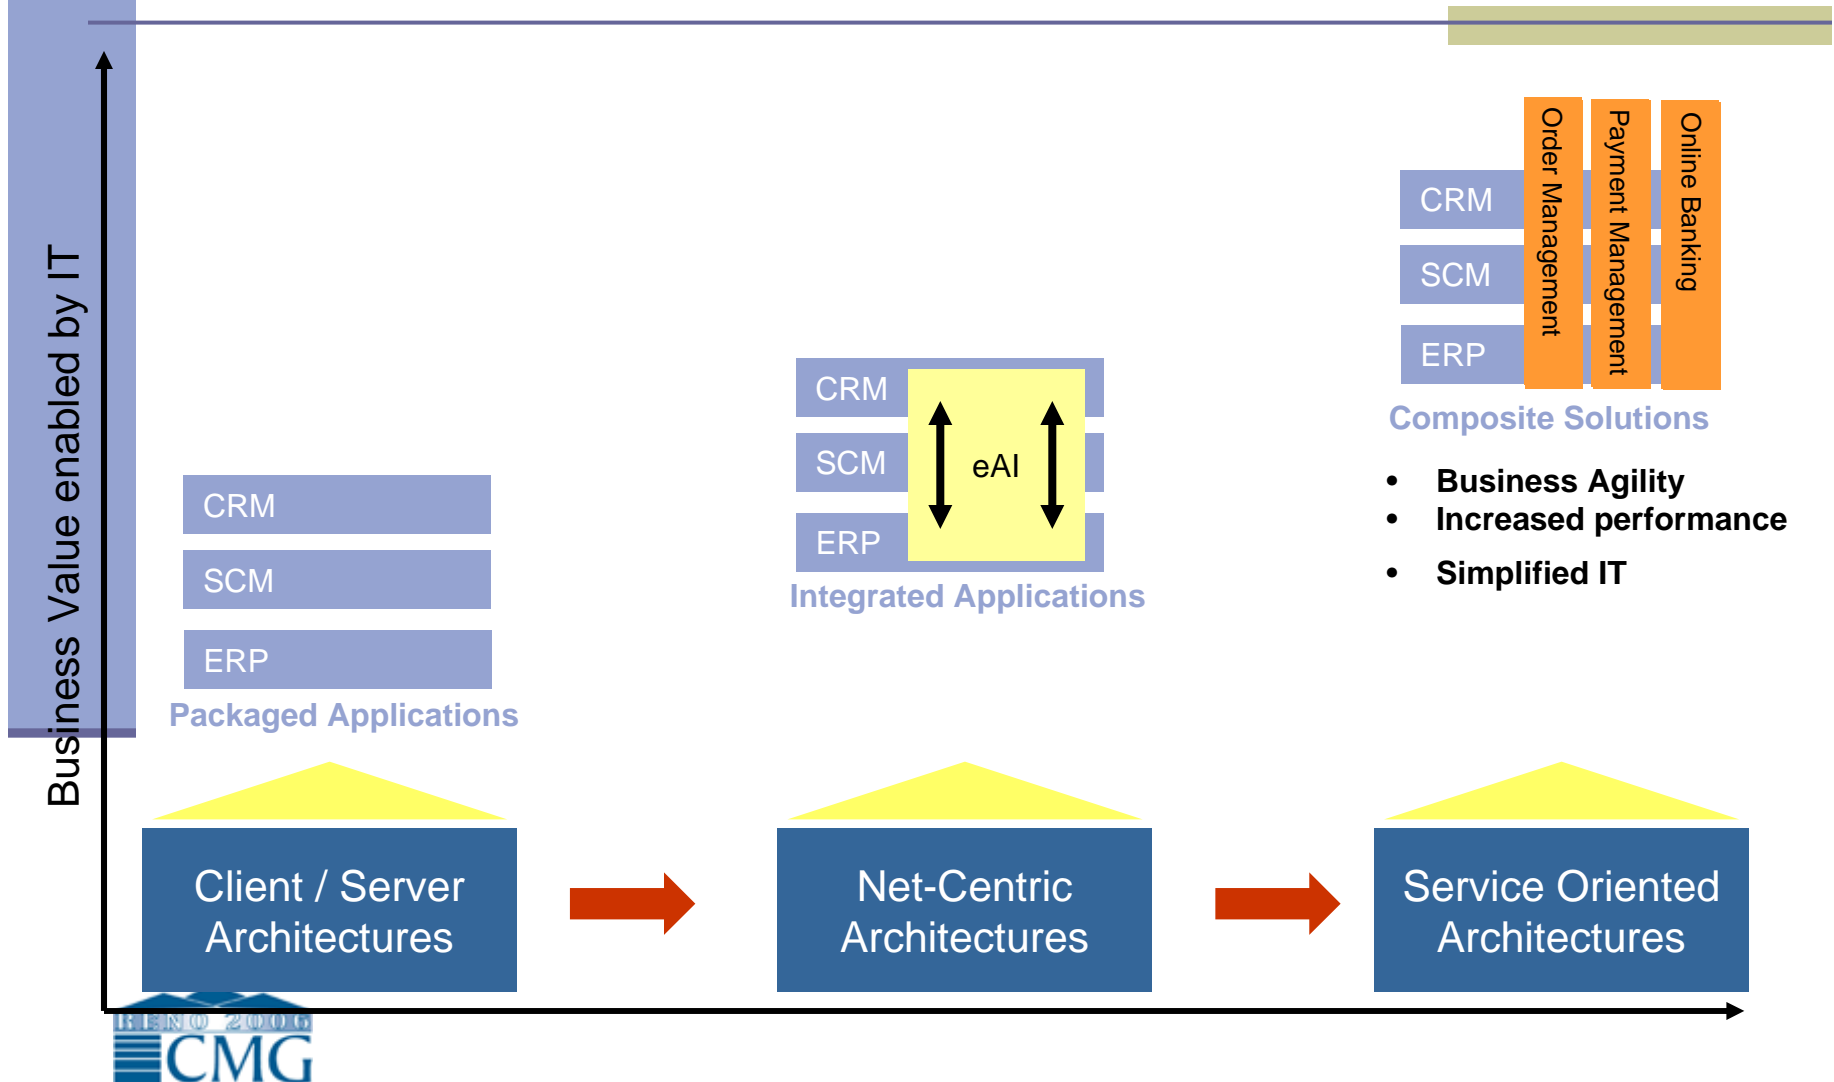 Business Value enabled by IT
CRM
SCM
ERP
Packaged Applications
CRM
SCM
ERP
eAI
Integrated Applications
CRM
SCM
ERP
Order Management
Payment Management
Online Banking
Composite Solutions
• Business Agility
• Increased performance
• Simplified IT
Client / Server
Architectures
Net-Centric
Architectures
Service Oriented
Architectures
RENO 2006
CMG